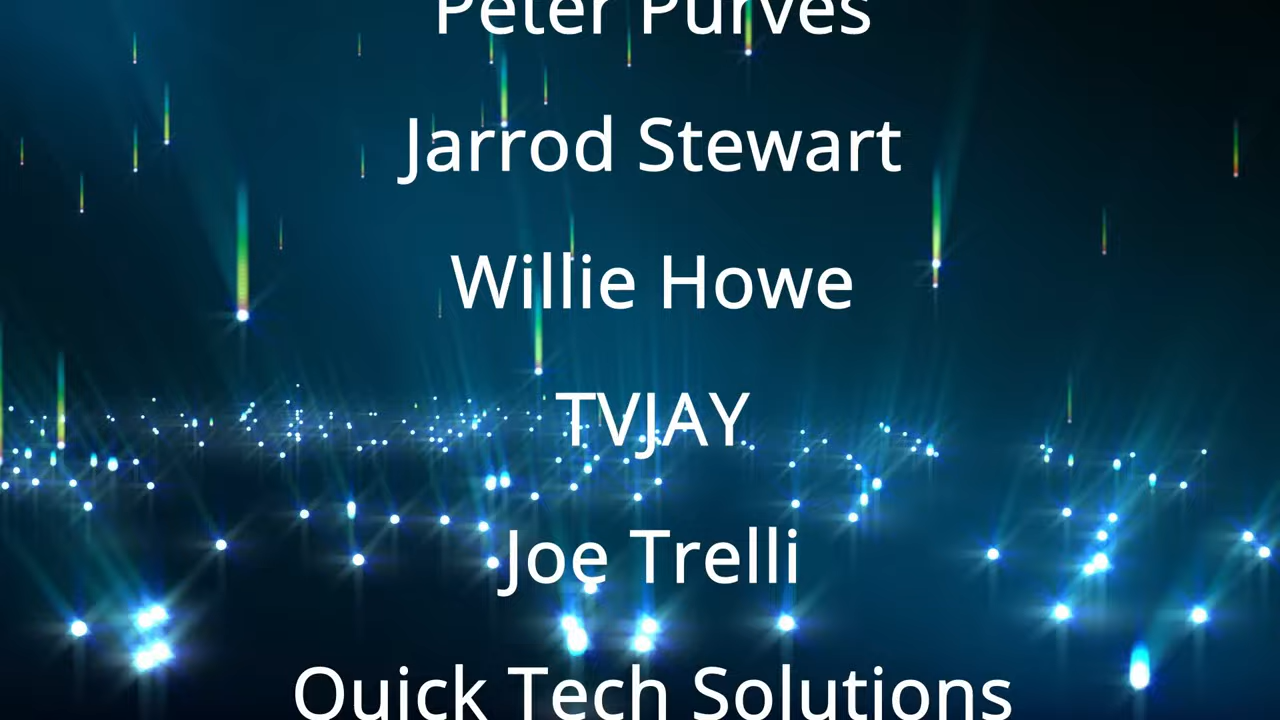 Peter Purves
Jarrod Stewart
Willie Howe
TVJAY
Joe Trelli
Quick Tech Solutions